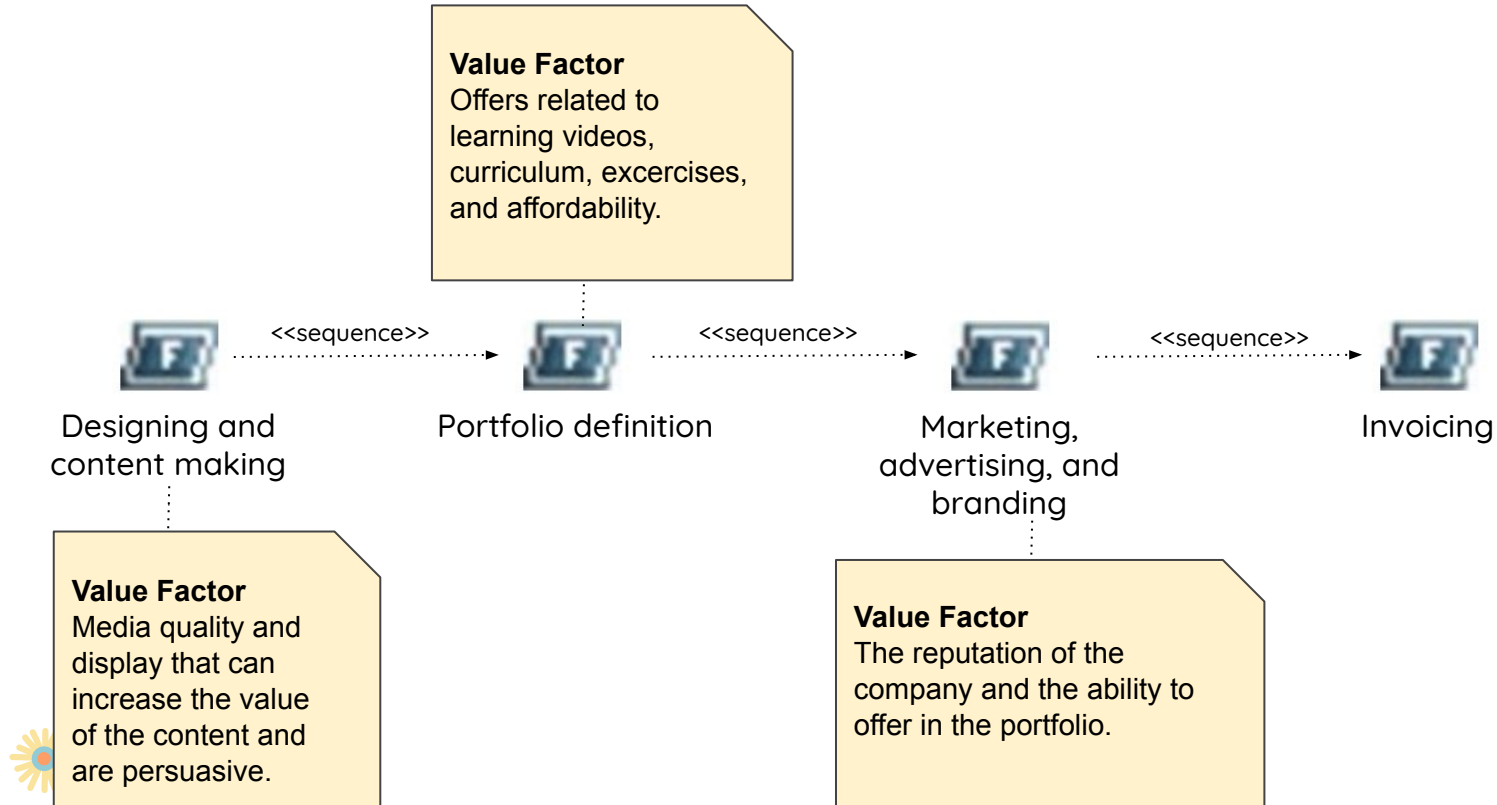 Value Factor
Offers related to
learning videos,
curriculum, excercises,
and affordability.
<<sequence>>
<<sequence>>
<<sequence>>
F
F
F
F
Designing and
content making
Portfolio definition
Marketing,
advertising, and
branding
Invoicing
Value Factor
Media quality and
display that can
increase the value
of the content and
are persuasive.
Value Factor
The reputation of the
company and the ability to
offer in the portfolio.